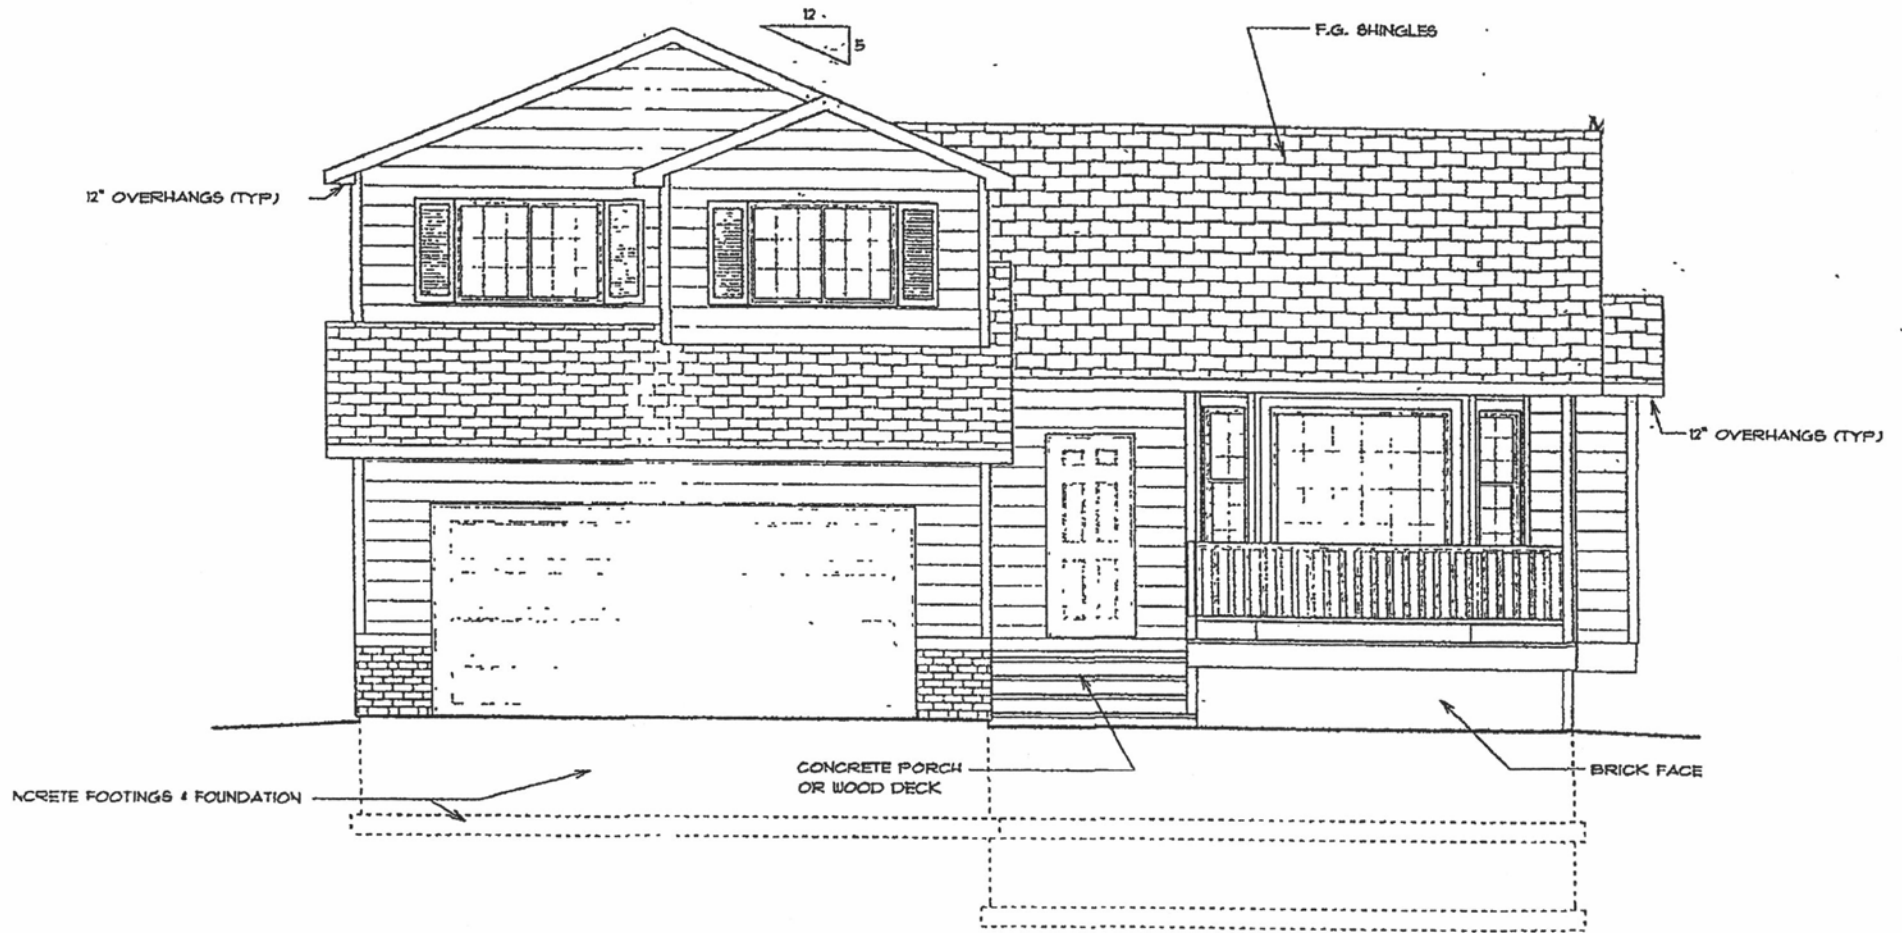 12
5
F.G. SHINGLES
12" OVERHANGS (TYP.)
12" OVERHANGS (TYP.)
CONCRETE PORCH
OR WOOD DECK
BRICK FACE
NCRETE FOOTINGS & FOUNDATION